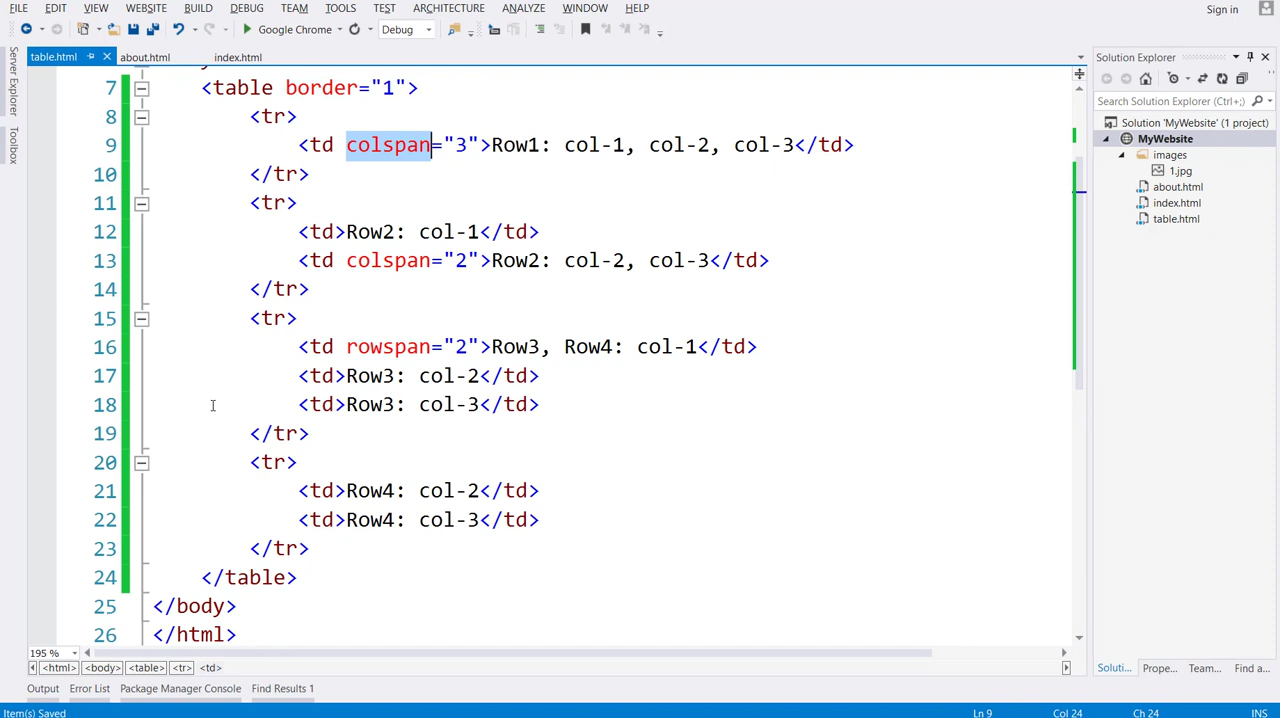 FILE EDIT VIEW WEBSITE BUILD DEBUG TEAM TOOLS TEST ARCHITECTURE ANALYZE WINDOW HELP
Sign in
Google Chrome Debug
table.html about.html index.html
Server Explorer
Toolbox
7 <table border="1">
8 <tr>
9 <td colspan="3">Row1: col-1, col-2, col-3</td>
10 </tr>
11 <tr>
12 <td>Row2: col-1</td>
13 <td colspan="2">Row2: col-2, col-3</td>
14 </tr>
15 <tr>
16 <td rowspan="2">Row3, Row4: col-1</td>
17 <td>Row3: col-2</td>
18 <td>Row3: col-3</td>
19 </tr>
20 <tr>
21 <td>Row4: col-2</td>
22 <td>Row4: col-3</td>
23 </tr>
24 </table>
25 </body>
26 </html>
195 %
<html> <body> <table> <tr> <td>
Output Error List Package Manager Console Find Results 1
Item(s) Saved Ln 9 Col 24 Ch 24 INS
Solution Explorer
Search Solution Explorer (Ctrl+;)
Solution 'MyWebsite' (1 project)
MyWebsite
images
1.jpg
about.html
index.html
table.html
Soluti... Prope... Team... Find a...